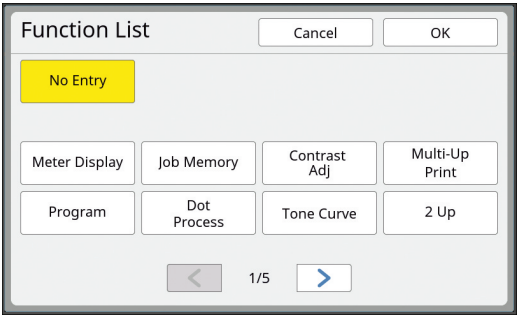 Function List
Cancel
OK
No Entry
Meter Display
Job Memory
Contrast
Adj
Multi-Up
Print
Program
Dot
Process
Tone Curve
2 Up
1/5